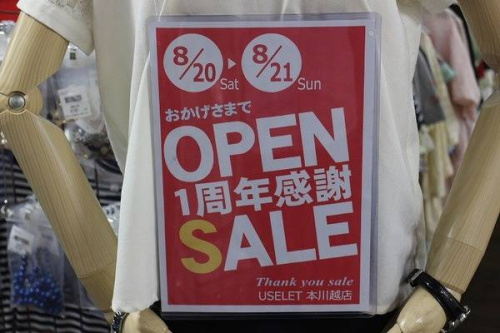 8/20 Sat ▶ 8/21 Sun
おかげさまで
OPEN
1周年感謝
SALE
Thank you sale
USELET 本川越店